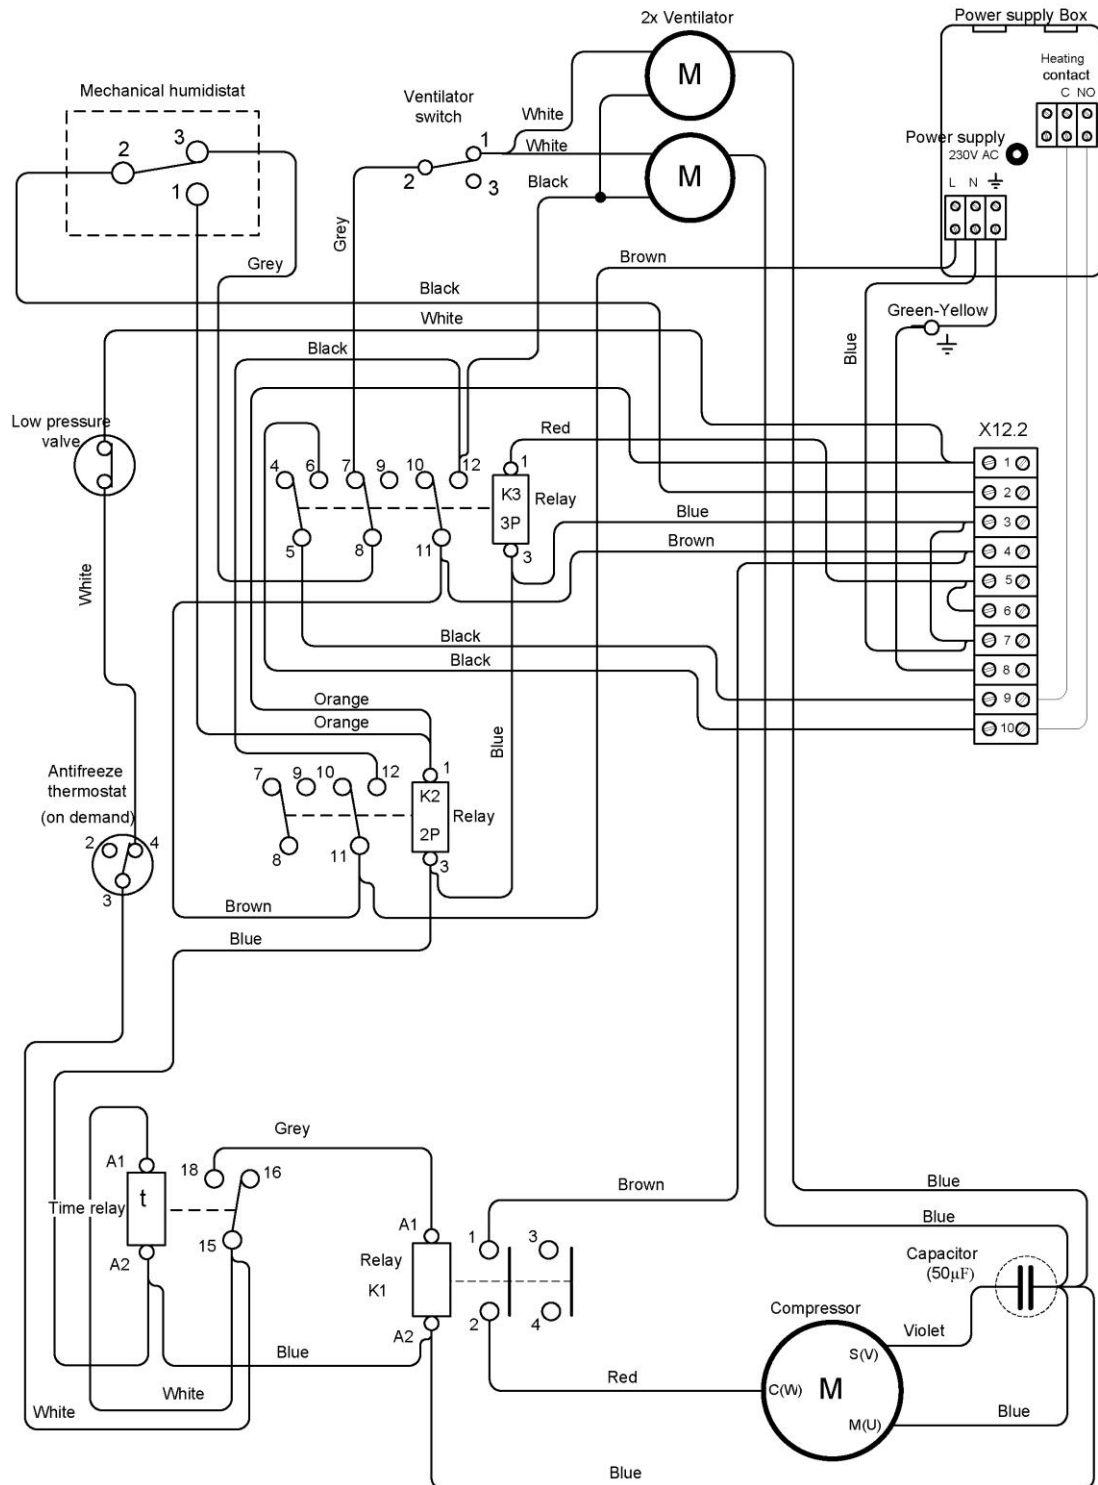 2x Ventilator
Power supply Box
Mechanical humidistat
Ventilator
switch
Heating
contact
C NO
M
White
1
White
2
3
Power supply
230V AC
L N
3
2
1
Black
M
Grey
Grey
Brown
Black
White
Green-Yellow
Black
Blue
Low pressure
valve
Red
X12.2
4 6 7 9 10 12
1
K3
3P
Relay
3
5 8 11
Blue
Brown
1
2
3
4
5
6
7
8
9
10
White
Black
Black
Orange
Orange
Blue
Antifreeze
thermostat
(on demand)
2 4
3
7 9 10 12
1
K2
2P
Relay
3
8 11
Brown
Blue
Grey
A1
18 16
Time relay
t
15
A2
Brown
Blue
Blue
A1
Relay
K1
A2
1 3
2 4
Capacitor
(50µF)
Compressor
Violet
S(V)
C(W) M
M(U)
Blue
Red
White
White
Blue
Blue